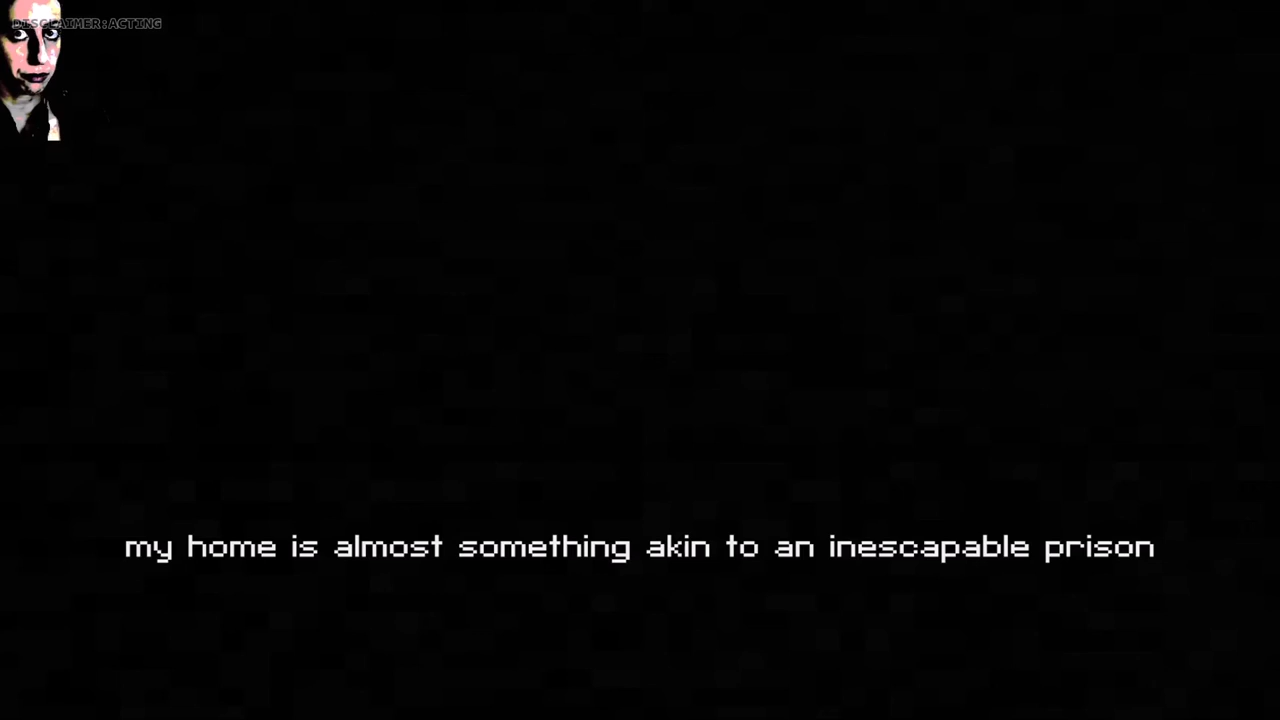 DISCLAIMER:ACTING
my home is almost something akin to an inescapable prison